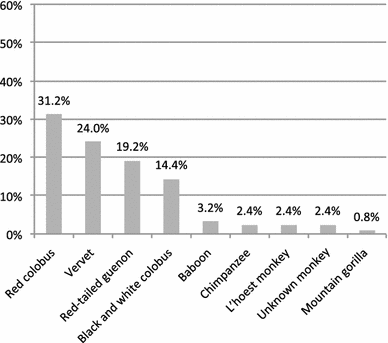 60%
50%
40%
30%
20%
10%
0%
31.2%
24.0%
19.2%
14.4%
3.2%
2.4%
2.4%
2.4%
0.8%
Red colobus
Vervet
Red-tailed guenon
Black and white colobus
Baboon
Chimpanzee
L'hoest monkey
Unknown monkey
Mountain gorilla